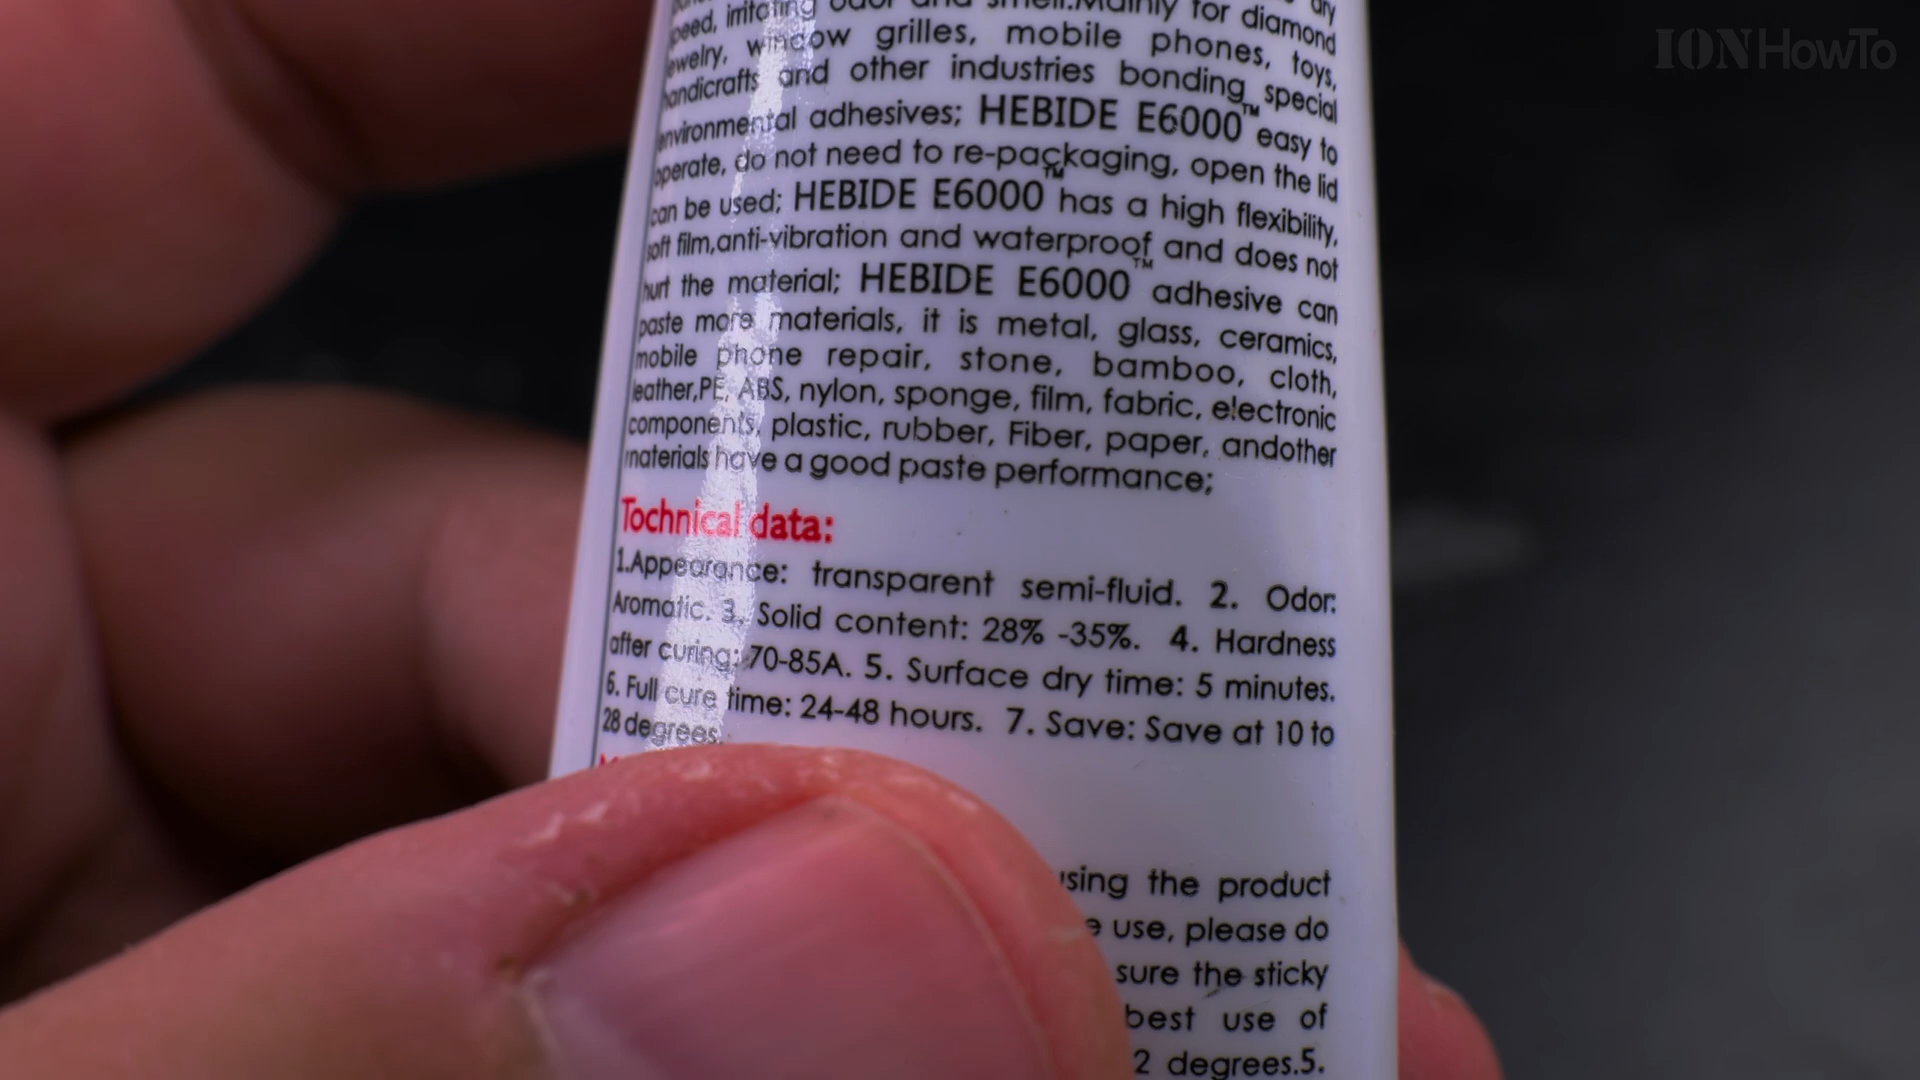 dry
speed, irritating odor and smell.Mainly for diamond
jewelry, window grilles, mobile phones, toys,
handicrafts and other industries bonding special
environmental adhesives; HEBIDE E6000™ easy to
operate, do not need to re-packaging, open the lid
can be used; HEBIDE E6000™ has a high flexibility,
soft film,anti-vibration and waterproof and does not
hurt the material; HEBIDE E6000™ adhesive can
paste more materials, it is metal, glass, ceramics,
mobile phone repair, stone, bamboo, cloth,
leather,PE, ABS, nylon, sponge, film, fabric, electronic
components, plastic, rubber, Fiber, paper, andother
materials have a good paste performance;
Tochnical data:
1.Appearance: transparent semi-fluid. 2. Odor:
Aromatic. 3. Solid content: 28% -35%. 4. Hardness
after curing: 70-85A. 5. Surface dry time: 5 minutes.
6. Full cure time: 24-48 hours. 7. Save: Save at 10 to
28 degrees.
using the product
use, please do
sure the sticky
best use of
2 degrees.5.
ION HowTo